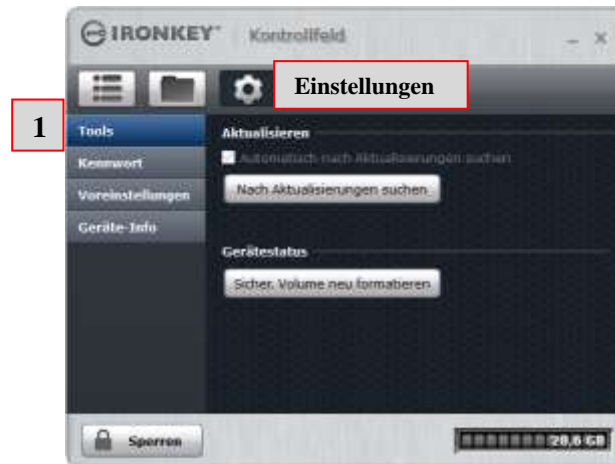 IRONKEY Kontrollfeld
Einstellungen
1
Tools
Kennwort
Voreinstellungen
Geräte-Info
Aktualisieren
Automatisch nach Aktualisierungen suchen
Nach Aktualisierungen suchen
Gerätestatus
Sicher. Volume neu formatieren
Sperren
28,6 GB